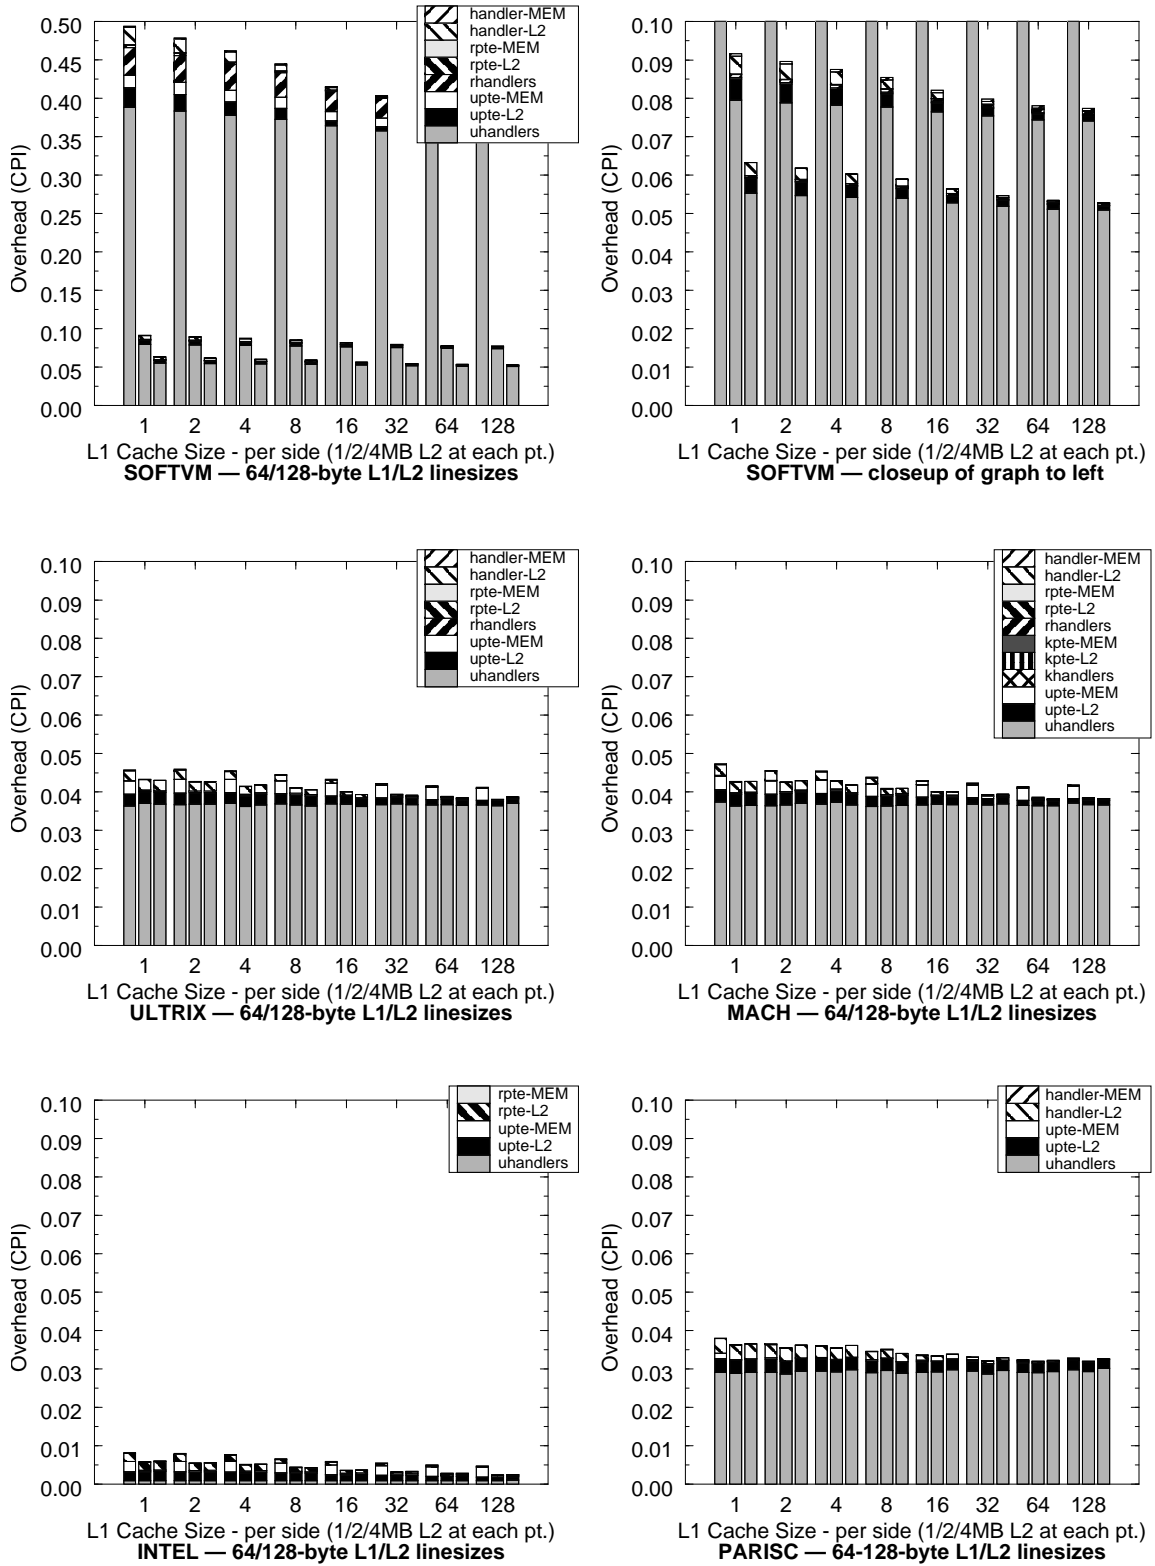 0.50
0.45
0.40
0.35
0.30
0.25
0.20
0.15
0.10
0.05
0.00
Overhead (CPI)
handler-MEM
handler-L2
rpte-MEM
rpte-L2
rhandlers
upte-MEM
upte-L2
uhandlers
1 2 4 8 16 32 64 128
L1 Cache Size - per side (1/2/4MB L2 at each pt.)
SOFTVM — 64/128-byte L1/L2 linesizes
0.10
0.09
0.08
0.07
0.06
0.05
0.04
0.03
0.02
0.01
0.00
Overhead (CPI)
1 2 4 8 16 32 64 128
L1 Cache Size - per side (1/2/4MB L2 at each pt.)
SOFTVM — closeup of graph to left
0.10
0.09
0.08
0.07
0.06
0.05
0.04
0.03
0.02
0.01
0.00
Overhead (CPI)
handler-MEM
handler-L2
rpte-MEM
rpte-L2
rhandlers
upte-MEM
upte-L2
uhandlers
1 2 4 8 16 32 64 128
L1 Cache Size - per side (1/2/4MB L2 at each pt.)
ULTRIX — 64/128-byte L1/L2 linesizes
0.10
0.09
0.08
0.07
0.06
0.05
0.04
0.03
0.02
0.01
0.00
Overhead (CPI)
handler-MEM
handler-L2
rpte-MEM
rpte-L2
rhandlers
kpte-MEM
kpte-L2
khandlers
upte-MEM
upte-L2
uhandlers
1 2 4 8 16 32 64 128
L1 Cache Size - per side (1/2/4MB L2 at each pt.)
MACH — 64/128-byte L1/L2 linesizes
0.10
0.09
0.08
0.07
0.06
0.05
0.04
0.03
0.02
0.01
0.00
Overhead (CPI)
rpte-MEM
rpte-L2
upte-MEM
upte-L2
uhandlers
1 2 4 8 16 32 64 128
L1 Cache Size - per side (1/2/4MB L2 at each pt.)
INTEL — 64/128-byte L1/L2 linesizes
0.10
0.09
0.08
0.07
0.06
0.05
0.04
0.03
0.02
0.01
0.00
Overhead (CPI)
handler-MEM
handler-L2
upte-MEM
upte-L2
uhandlers
1 2 4 8 16 32 64 128
L1 Cache Size - per side (1/2/4MB L2 at each pt.)
PARISC — 64-128-byte L1/L2 linesizes